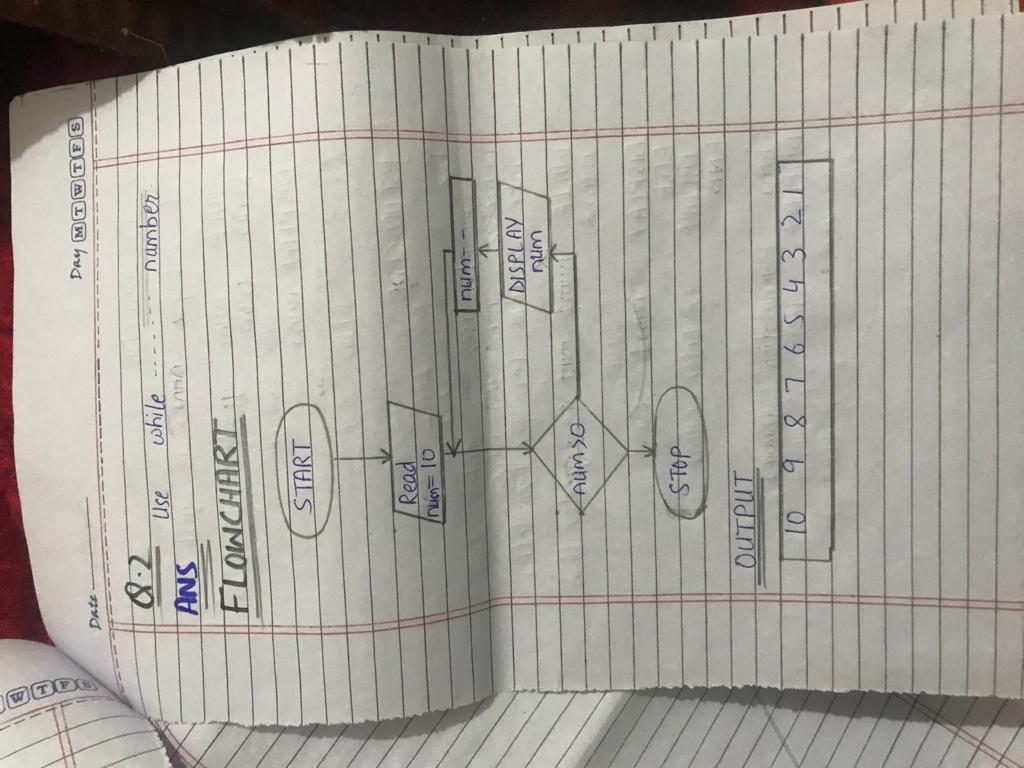 Date
Day M T W T F S
Q.2 Use while .... number
ANS
FLOWCHART
START
Read
num=10
num--
DISPLAY
num
num>0
STOP
OUTPUT
10 9 8 7 6 5 4 3 2 1
W T F S